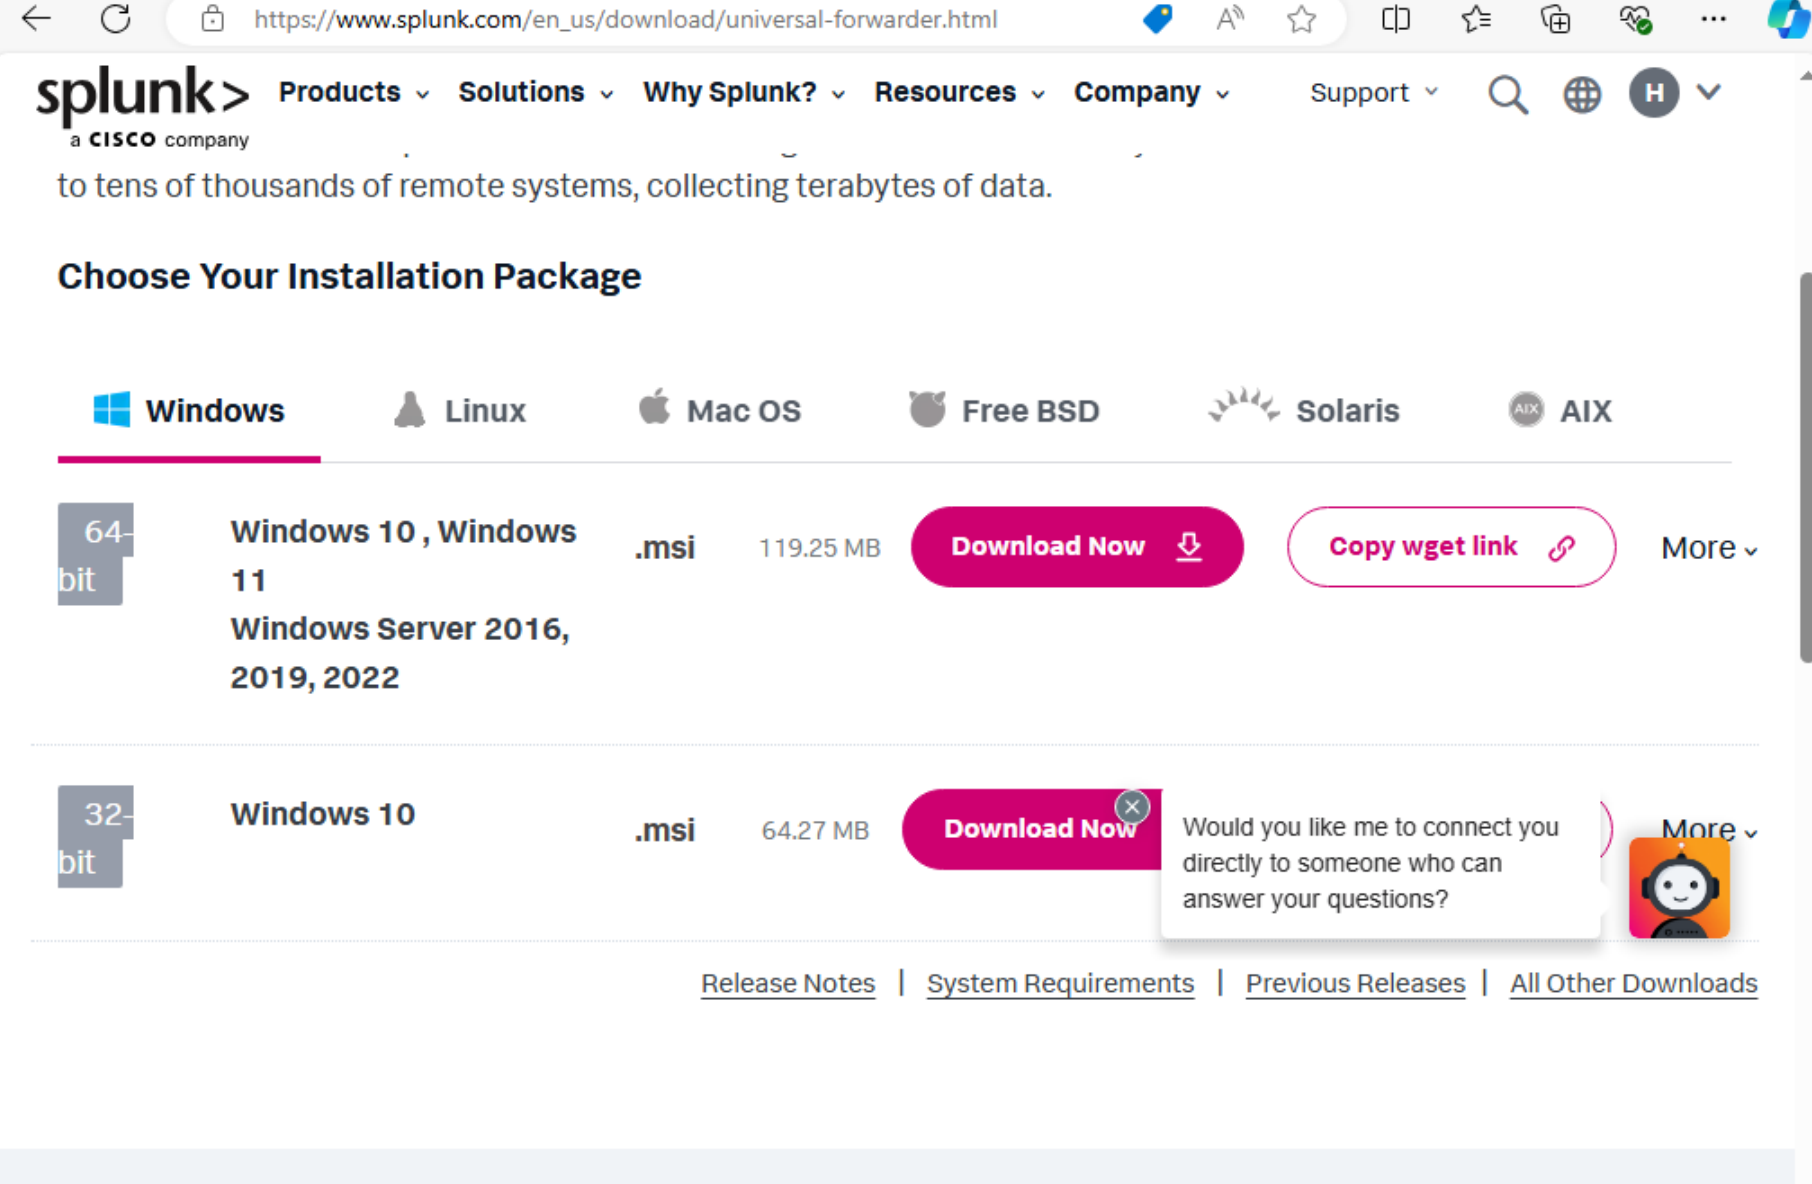 https://www.splunk.com/en_us/download/universal-forwarder.html
splunk> Products Solutions Why Splunk? Resources Company Support H
a CISCO company
to tens of thousands of remote systems, collecting terabytes of data.
Choose Your Installation Package
Windows Linux Mac OS Free BSD Solaris AIX AIX
64-
bit
Windows 10 , Windows
11
Windows Server 2016,
2019, 2022
.msi 119.25 MB Download Now Copy wget link More
32-
bit
Windows 10 .msi 64.27 MB Download Now More
Would you like me to connect you
directly to someone who can
answer your questions?
Release Notes | System Requirements | Previous Releases | All Other Downloads